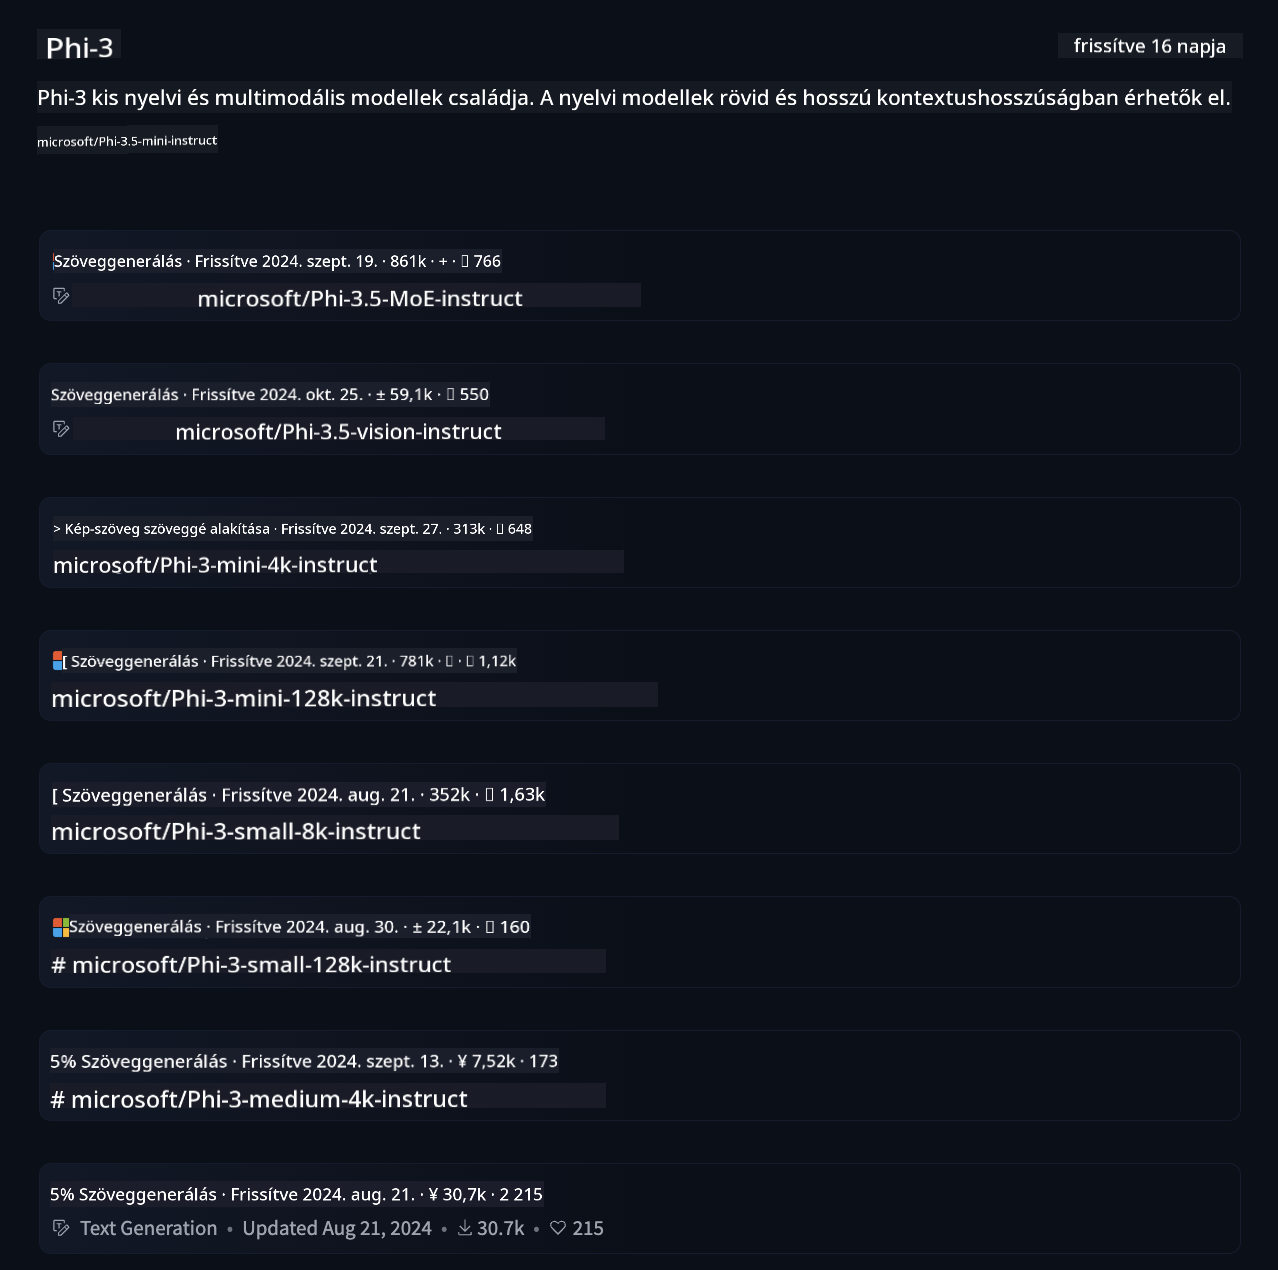 Phi-3
frissítve 16 napja
Phi-3 kis nyelvi és multimodális modellek családja. A nyelvi modellek rövid és hosszú kontextushosszúságban érhetők el.
microsoft/Phi-3.5-mini-instruct
Szöveggenerálás · Frissítve 2024. szept. 19. · 861k · + · 766
microsoft/Phi-3.5-MoE-instruct
Szöveggenerálás · Frissítve 2024. okt. 25. · ± 59,1k · 550
microsoft/Phi-3.5-vision-instruct
> Kép-szöveg szöveggé alakítása · Frissítve 2024. szept. 27. · 313k · 648
microsoft/Phi-3-mini-4k-instruct
[ Szöveggenerálás · Frissítve 2024. szept. 21. · 781k · · 1,12k
microsoft/Phi-3-mini-128k-instruct
[ Szöveggenerálás · Frissítve 2024. aug. 21. · 352k · 1,63k
microsoft/Phi-3-small-8k-instruct
Szöveggenerálás · Frissítve 2024. aug. 30. · ± 22,1k · 160
# microsoft/Phi-3-small-128k-instruct
5% Szöveggenerálás · Frissítve 2024. szept. 13. · ¥ 7,52k · 173
# microsoft/Phi-3-medium-4k-instruct
5% Szöveggenerálás · Frissítve 2024. aug. 21. · ¥ 30,7k · 2 215
Text Generation • Updated Aug 21, 2024 • 30.7k • 215